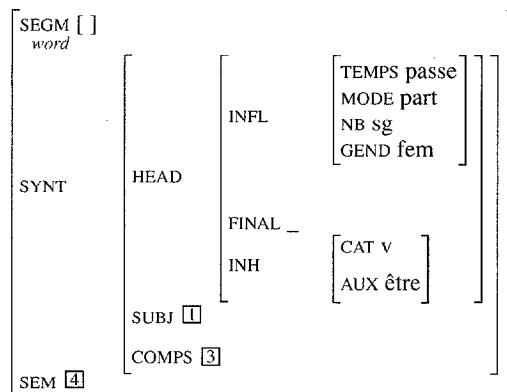 SEGM [ ]
word
TEMPS passe
MODE part
INFL
NB sg
GEND fem
SYNT HEAD
FINAL _
CAT v
INH
AUX être
SUBJ 1
COMPS 3
SEM 4